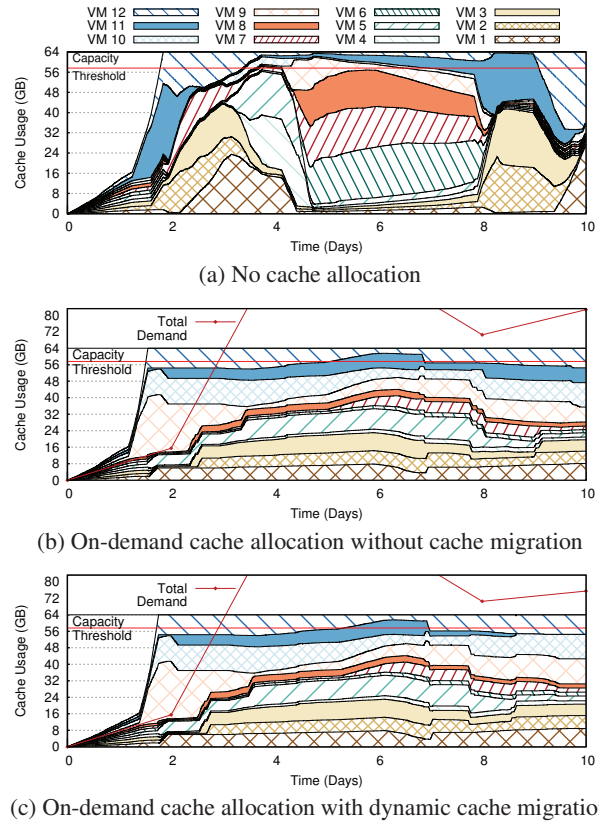 VM 12 VM 9 VM 6 VM 3
VM 11 VM 8 VM 5 VM 2
VM 10 VM 7 VM 4 VM 1
64
56
48
40
32
24
16
8
0
Cache Usage (GB)
Capacity
Threshold
0 2 4 6 8 10
Time (Days)
(a) No cache allocation
80
72
64
56
48
40
32
24
16
8
0
Cache Usage (GB)
Total
Demand
Capacity
Threshold
0 2 4 6 8 10
Time (Days)
(b) On-demand cache allocation without cache migration
80
72
64
56
48
40
32
24
16
8
0
Cache Usage (GB)
Total
Demand
Capacity
Threshold
0 2 4 6 8 10
Time (Days)
(c) On-demand cache allocation with dynamic cache migratio